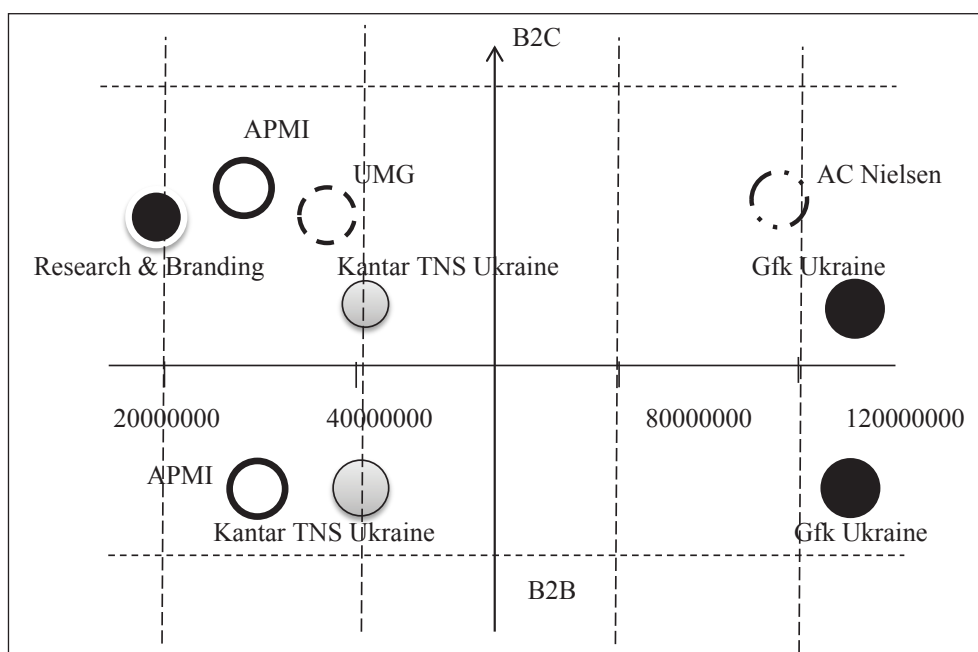 B2C
APMI
UMG
AC Nielsen
Research & Branding
Kantar TNS Ukraine
Gfk Ukraine
20000000
40000000
80000000
120000000
APMI
Kantar TNS Ukraine
Gfk Ukraine
B2B